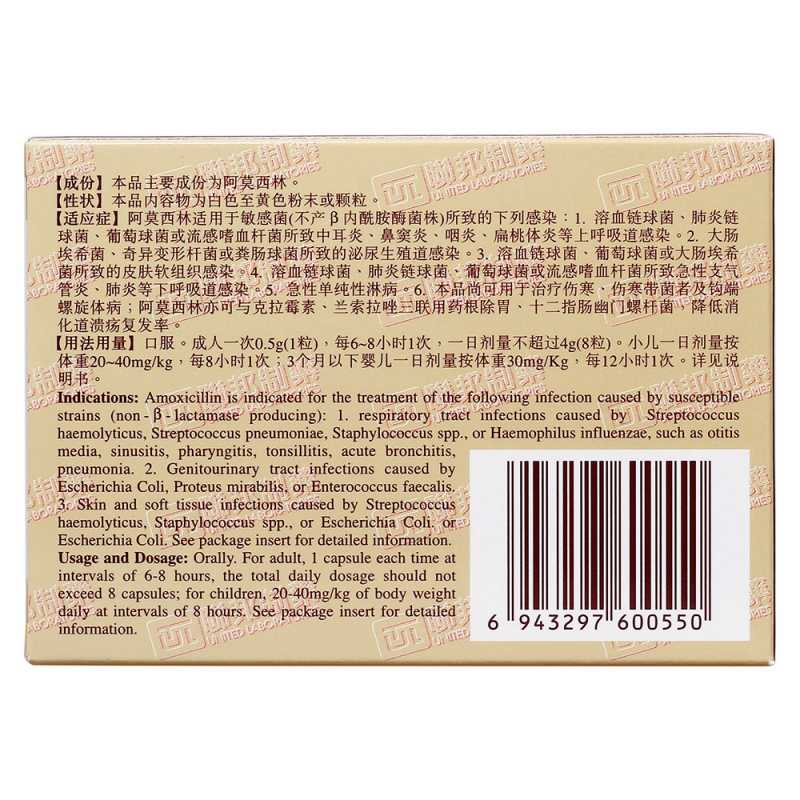 【成份】本品主要成份为阿莫西林。
【性状】本品内容物为白色至黄色粉末或颗粒。
【适应症】阿莫西林适用于敏感菌(不产β内酰胺酶菌株)所致的下列感染：1. 溶血链球菌、肺炎链
球菌、葡萄球菌或流感嗜血杆菌所致中耳炎、鼻窦炎、咽炎、扁桃体炎等上呼吸道感染。2. 大肠
埃希菌、奇异变形杆菌或粪肠球菌所致的泌尿生殖道感染。3. 溶血链球菌、葡萄球菌或大肠埃希
菌所致的皮肤软组织感染。4. 溶血链球菌、肺炎链球菌、葡萄球菌或流感嗜血杆菌所致急性支气
管炎、肺炎等下呼吸道感染。5. 急性单纯性淋病。6. 本品尚可用于治疗伤寒、伤寒带菌者及钩端
螺旋体病；阿莫西林亦可与克拉霉素、兰索拉唑三联用药根除胃、十二指肠幽门螺杆菌，降低消
化道溃疡复发率。
【用法用量】口服。成人一次0.5g(1粒)，每6~8小时1次，一日剂量不超过4g(8粒)。小儿一日剂量按
体重20~40mg/kg，每8小时1次；3个月以下婴儿一日剂量按体重30mg/Kg，每12小时1次。详见说
明书。
Indications: Amoxicillin is indicated for the treatment of the following infection caused by susceptible
strains (non-β-lactamase producing): 1. respiratory tract infections caused by Streptococcus
haemolyticus, Streptococcus pneumoniae, Staphylococcus spp., or Haemophilus influenzae, such as otitis
media, sinusitis, pharyngitis, tonsillitis, acute bronchitis,
pneumonia. 2. Genitourinary tract infections caused by
Escherichia Coli, Proteus mirabilis, or Enterococcus faecalis.
3. Skin and soft tissue infections caused by Streptococcus
haemolyticus, Staphylococcus spp., or Escherichia Coli. or
Escherichia Coli. See package insert for detailed information.
Usage and Dosage: Orally. For adult, 1 capsule each time at
intervals of 6-8 hours, the total daily dosage should not
exceed 8 capsules; for children, 20-40mg/kg of body weight
daily at intervals of 8 hours. See package insert for detailed
information.
6 943297 600550
聯邦制藥
UNITED LABORATORIES